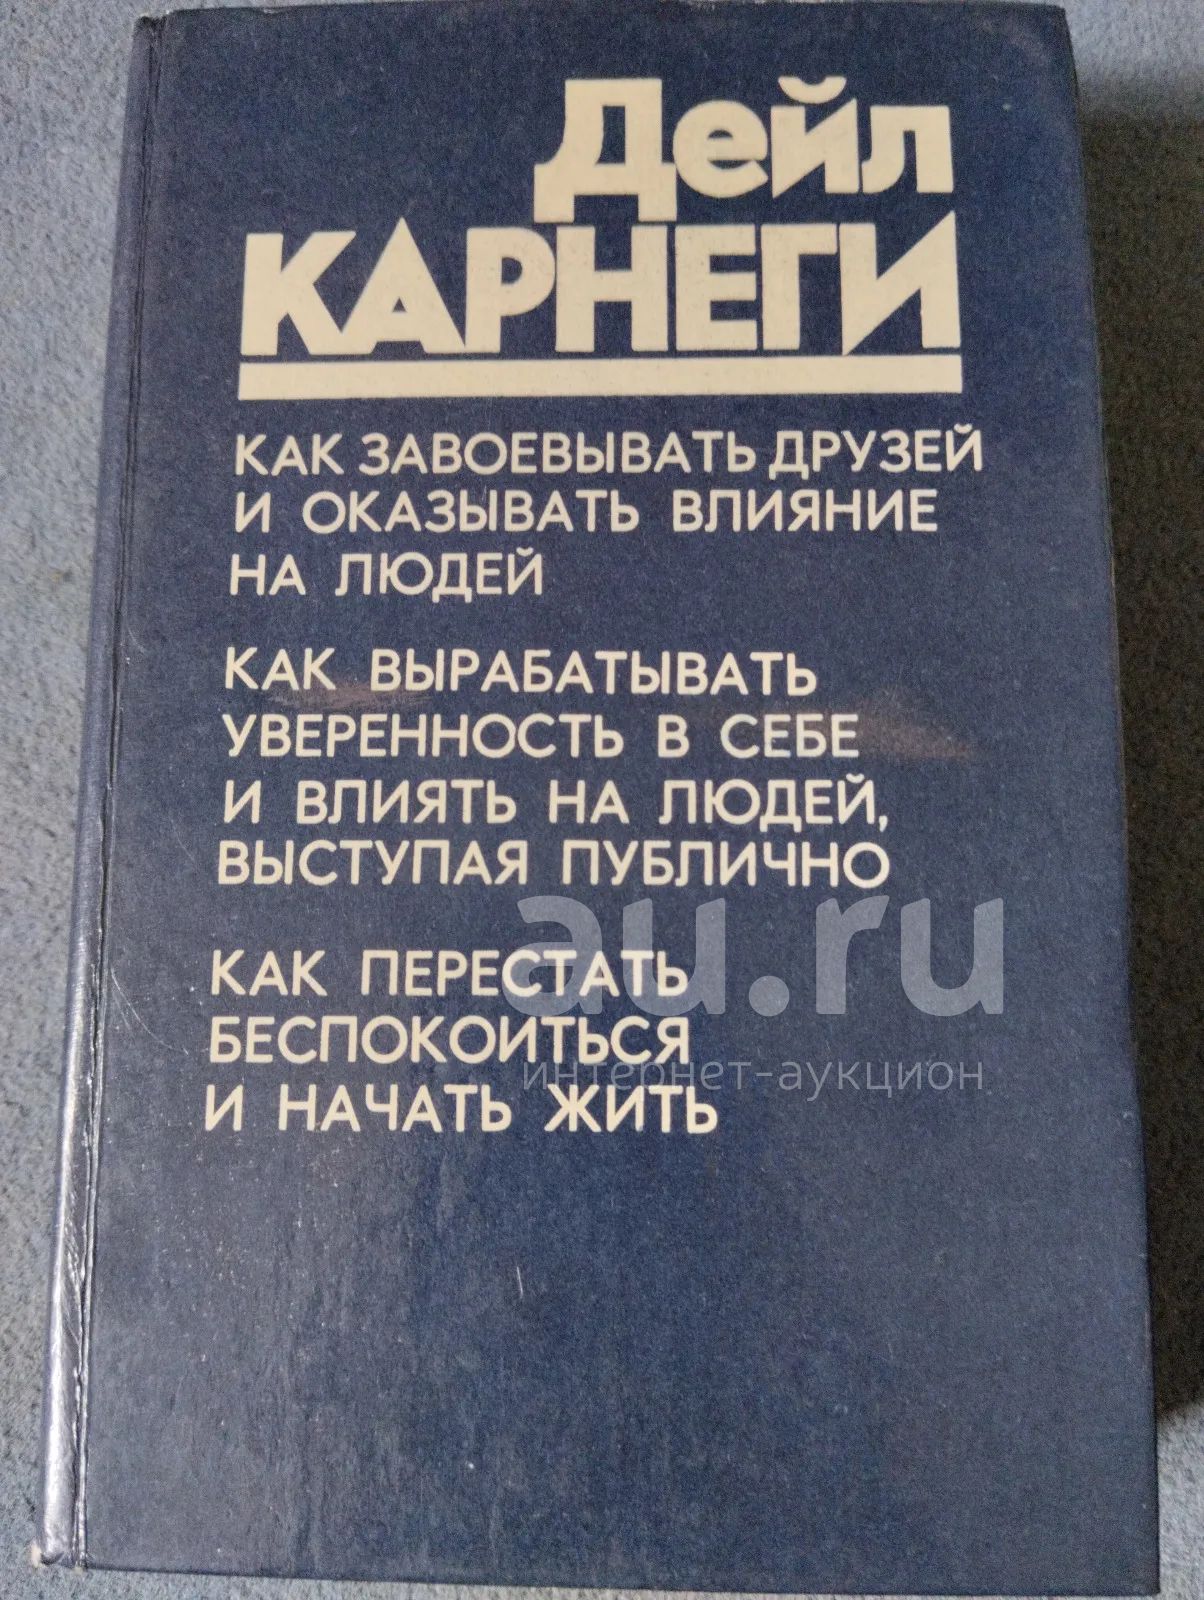 Дейл
КАРНЕГИ
КАК ЗАВОЕВЫВАТЬ ДРУЗЕЙ
И ОКАЗЫВАТЬ ВЛИЯНИЕ
НА ЛЮДЕЙ
КАК ВЫРАБАТЫВАТЬ
УВЕРЕННОСТЬ В СЕБЕ
И ВЛИЯТЬ НА ЛЮДЕЙ,
ВЫСТУПАЯ ПУБЛИЧНО
au.ru
КАК ПЕРЕСТАТЬ
БЕСПОКОИТЬСЯ
интернет-аукцион
И НАЧАТЬ ЖИТЬ